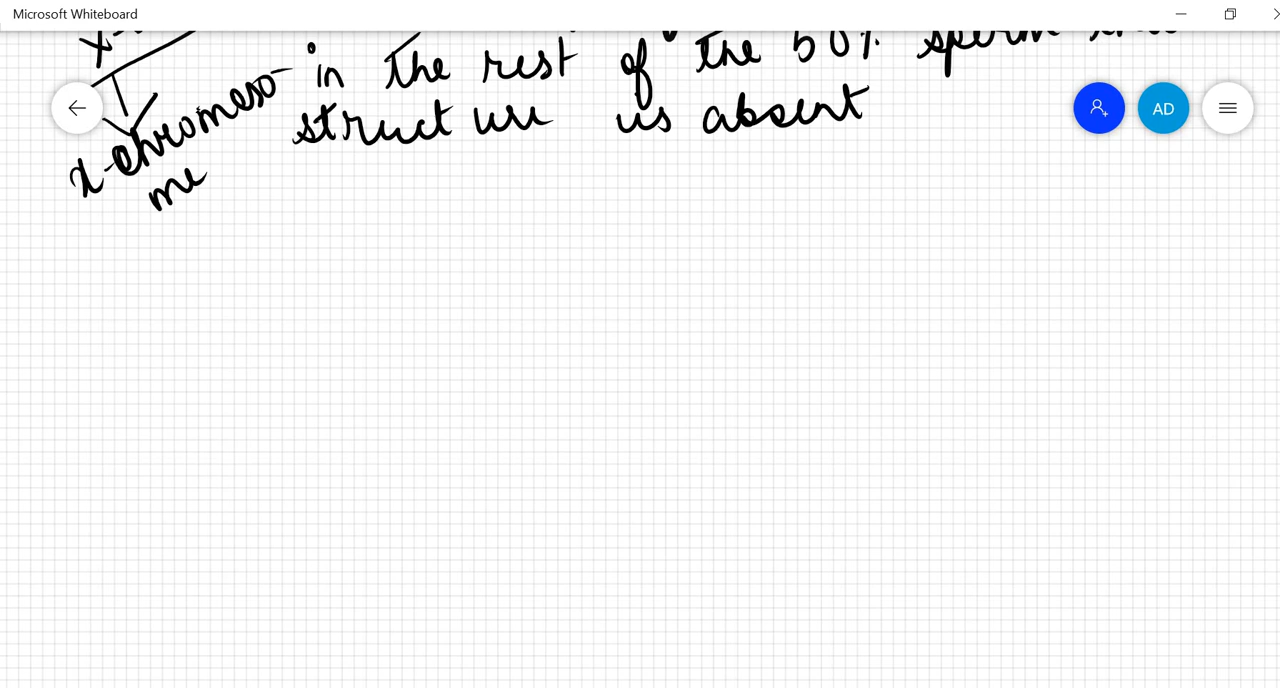 Microsoft Whiteboard
in the rest of the 50% sperm
structure is absent
x-chromoso-
me
AD